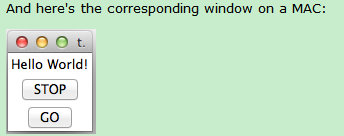 And here's the corresponding window on a MAC:
t.
Hello World!
STOP
GO